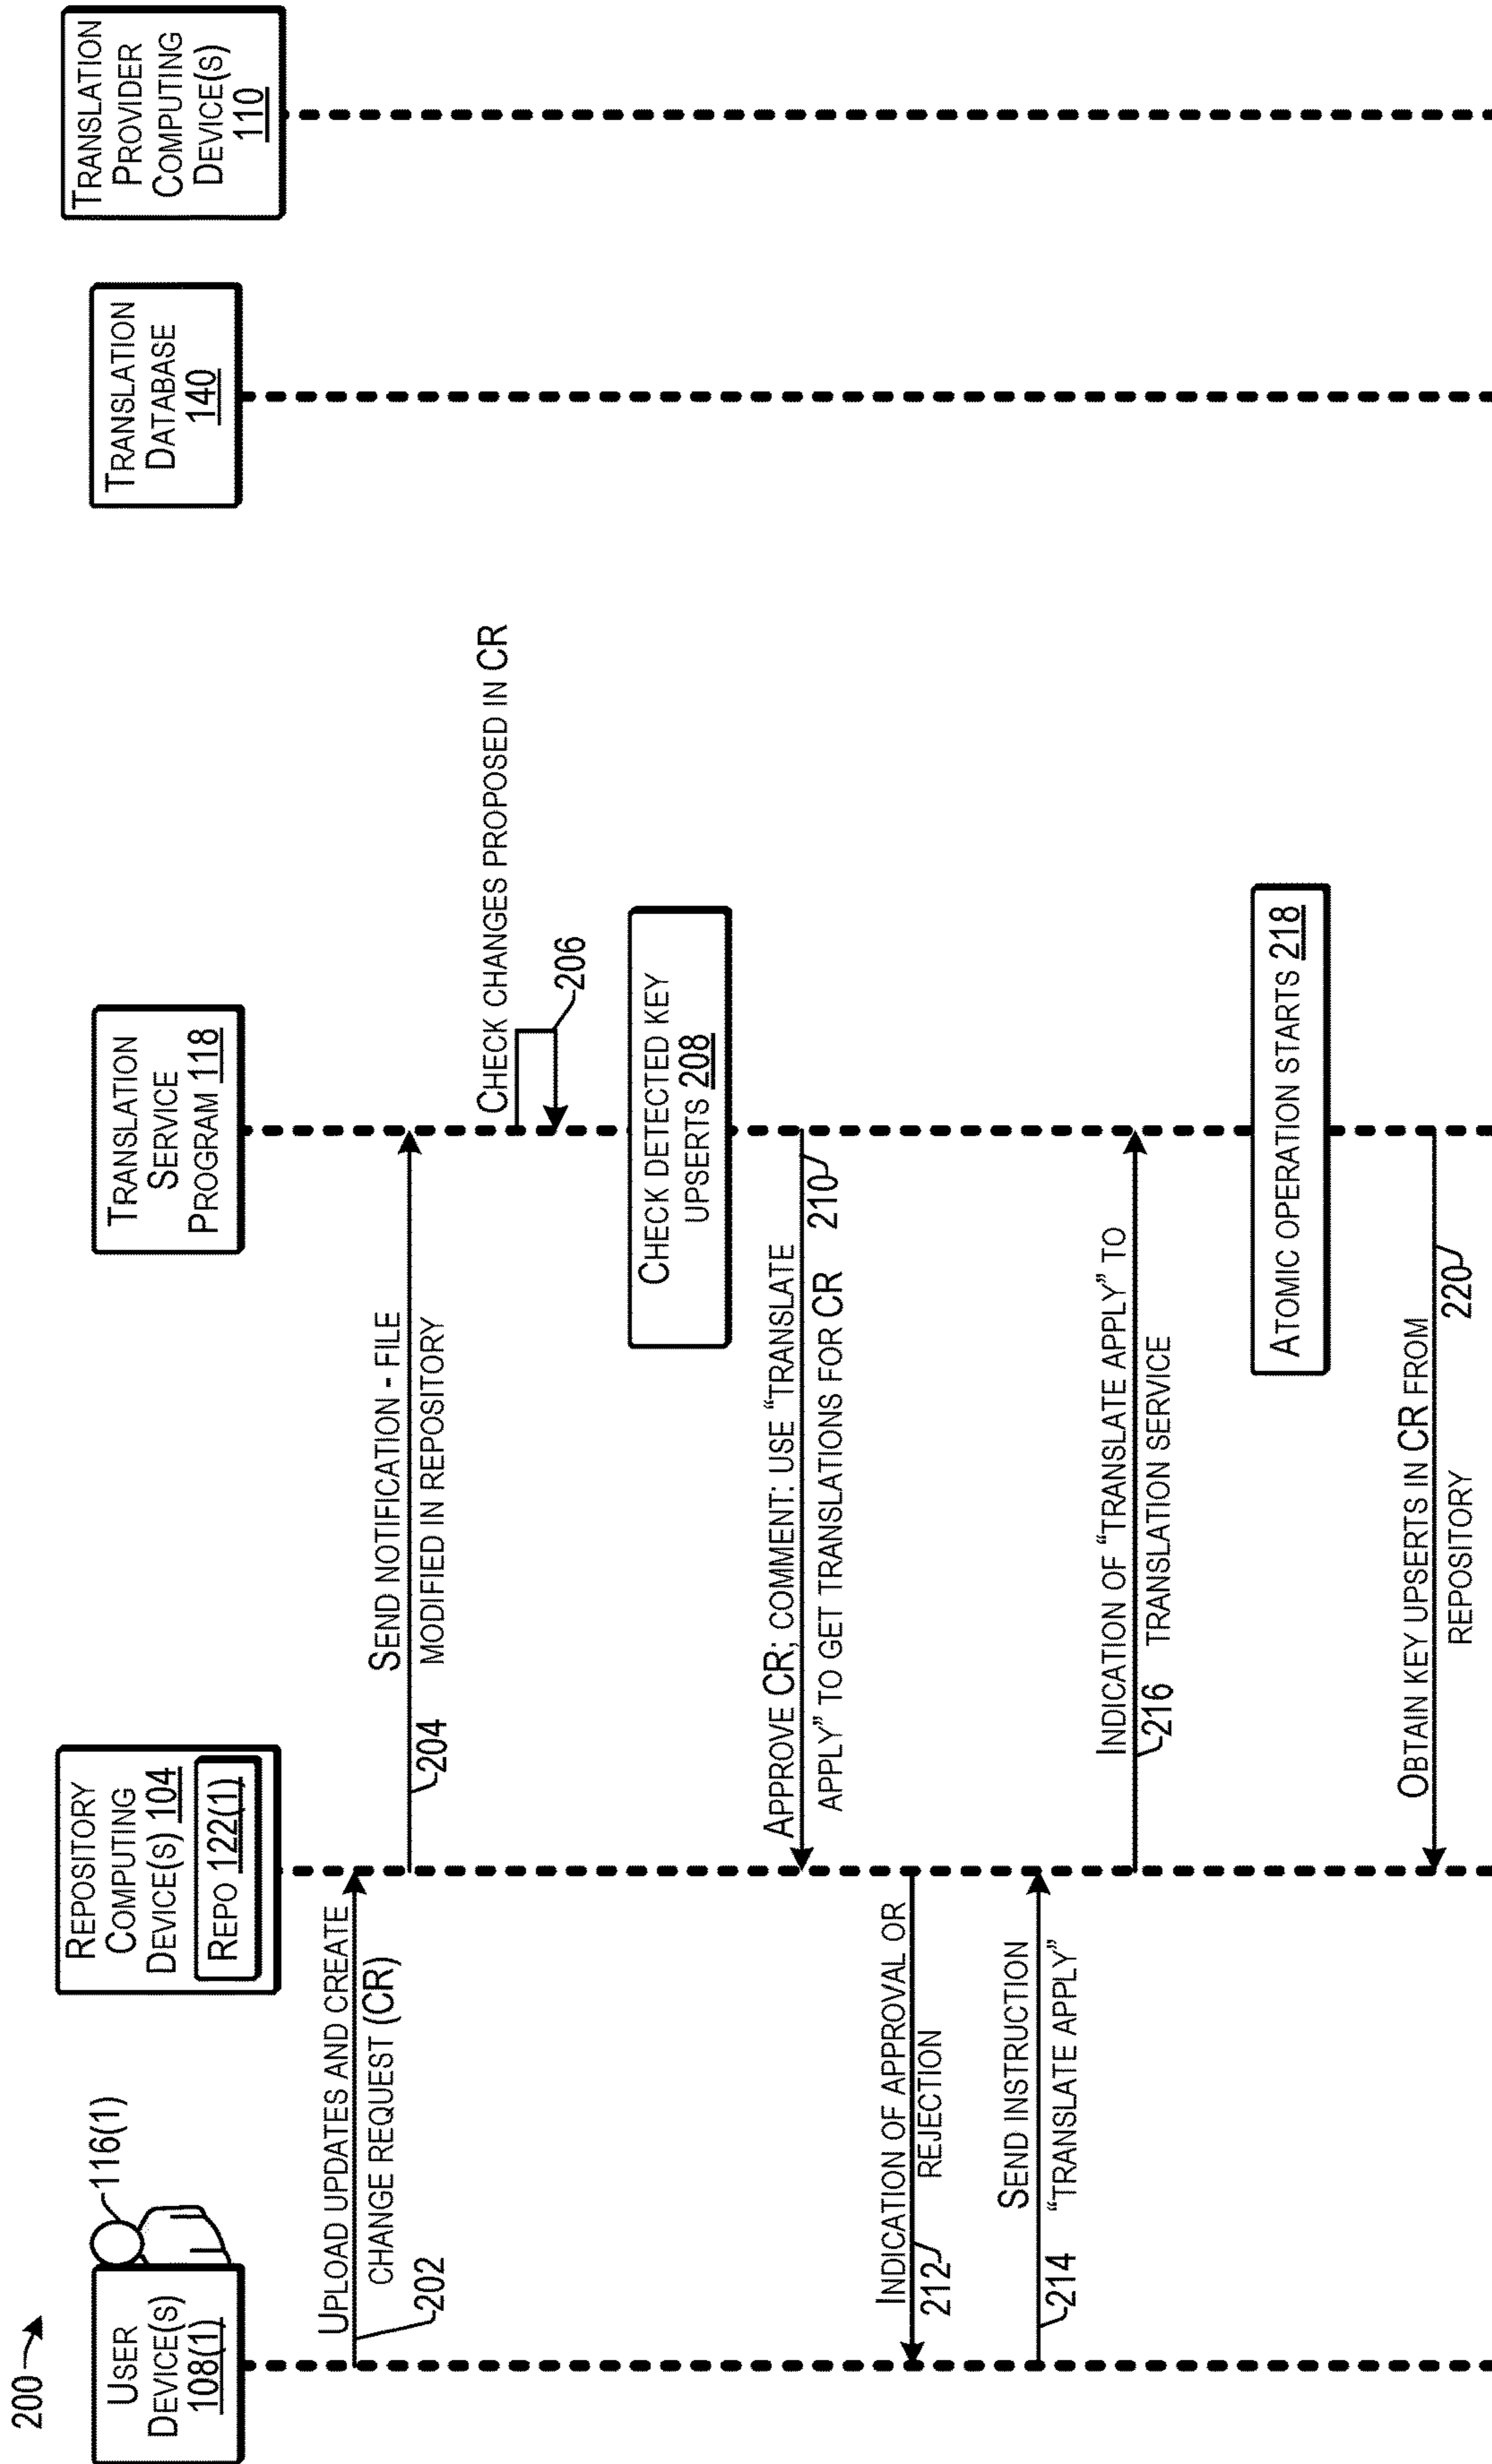 200
USER
DEVICE(S)
108(1)
116(1)
REPOSITORY
COMPUTING
DEVICE(S) 104
REPO 122(1)
TRANSLATION
SERVICE
PROGRAM 118
TRANSLATION
DATABASE
140
TRANSLATION
PROVIDER
COMPUTING
DEVICE(S)
110
UPLOAD UPDATES AND CREATE
CHANGE REQUEST (CR)
202
SEND NOTIFICATION - FILE
MODIFIED IN REPOSITORY
204
CHECK CHANGES PROPOSED IN CR
206
CHECK DETECTED KEY
UPSERTS 208
APPROVE CR; COMMENT: USE “TRANSLATE
APPLY” TO GET TRANSLATIONS FOR CR
210
INDICATION OF APPROVAL OR
REJECTION
212
SEND INSTRUCTION
“TRANSLATE APPLY”
214
INDICATION OF “TRANSLATE APPLY” TO
TRANSLATION SERVICE
216
ATOMIC OPERATION STARTS 218
OBTAIN KEY UPSERTS IN CR FROM
REPOSITORY
220